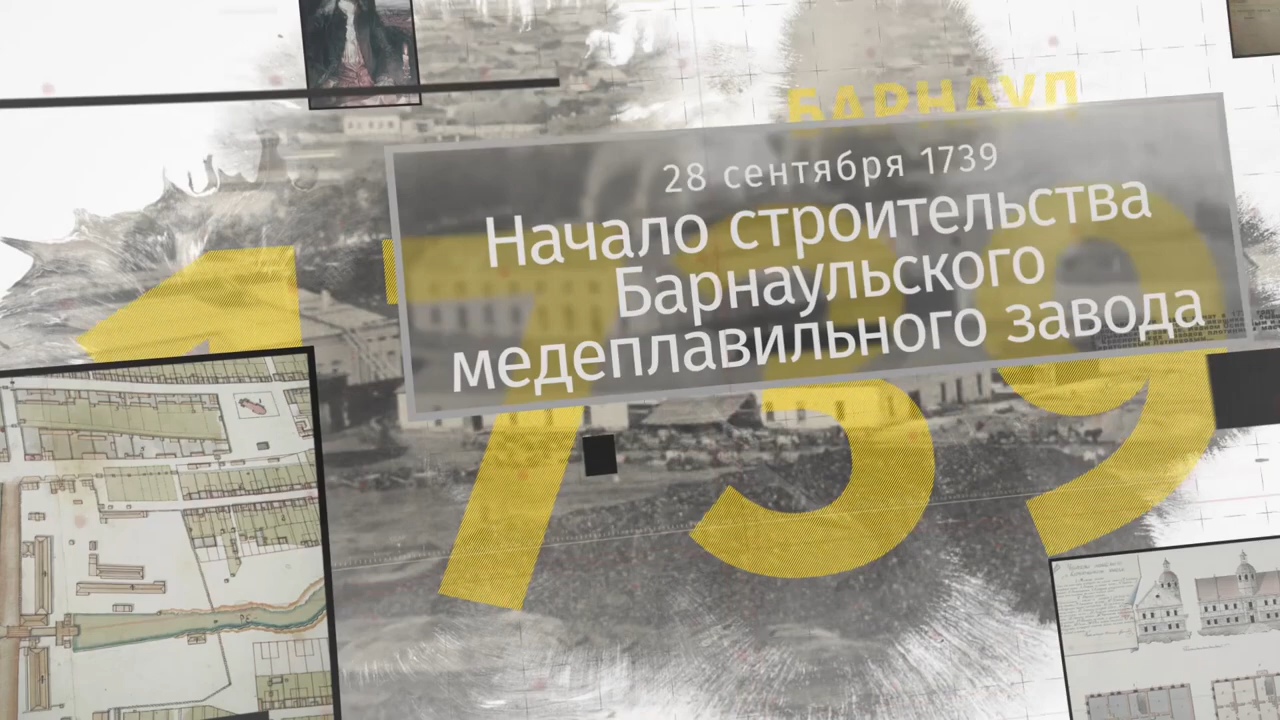 БАРНАУЛ
28 сентября 1739
Начало строительства
Барнаульского
медеплавильного завода
1739